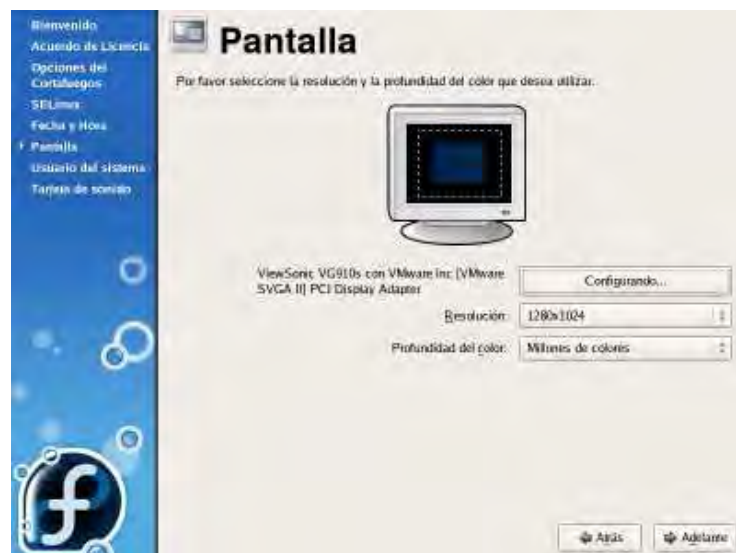 Bienvenido
Acuerdo de Licencia
Opciones del
Cortafuegos
SELinux
Fecha y Hora
Pantalla
Usuario del sistema
Tarjeta de sonido
Pantalla
Por favor seleccione la resolución y la profundidad del color que desea utilizar.
ViewSonic VG910s con VMware Inc [VMware
SVGA II] PCI Display Adapter
Configurando...
Resolución:
1280x1024
Profundidad del color:
Millones de colores
Atrás
Adelante